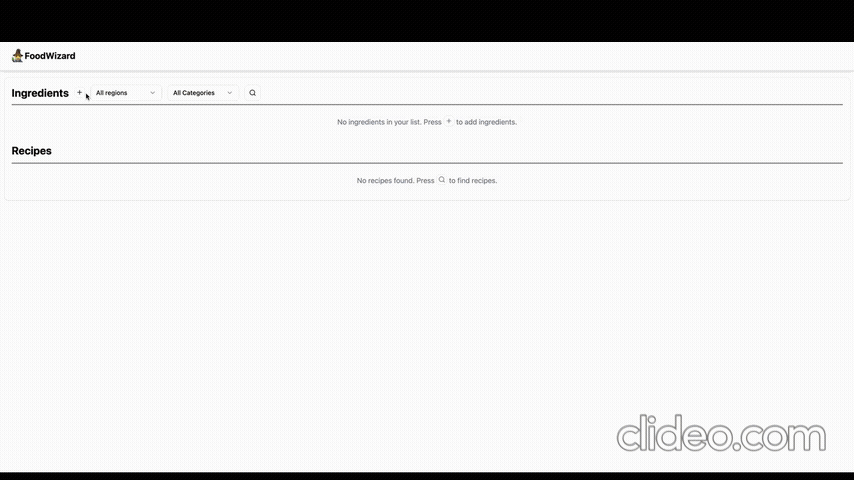 FoodWizard
Ingredients + All regions All Categories
No ingredients in your list. Press + to add ingredients.
Recipes
No recipes found. Press to find recipes.
clideo.com